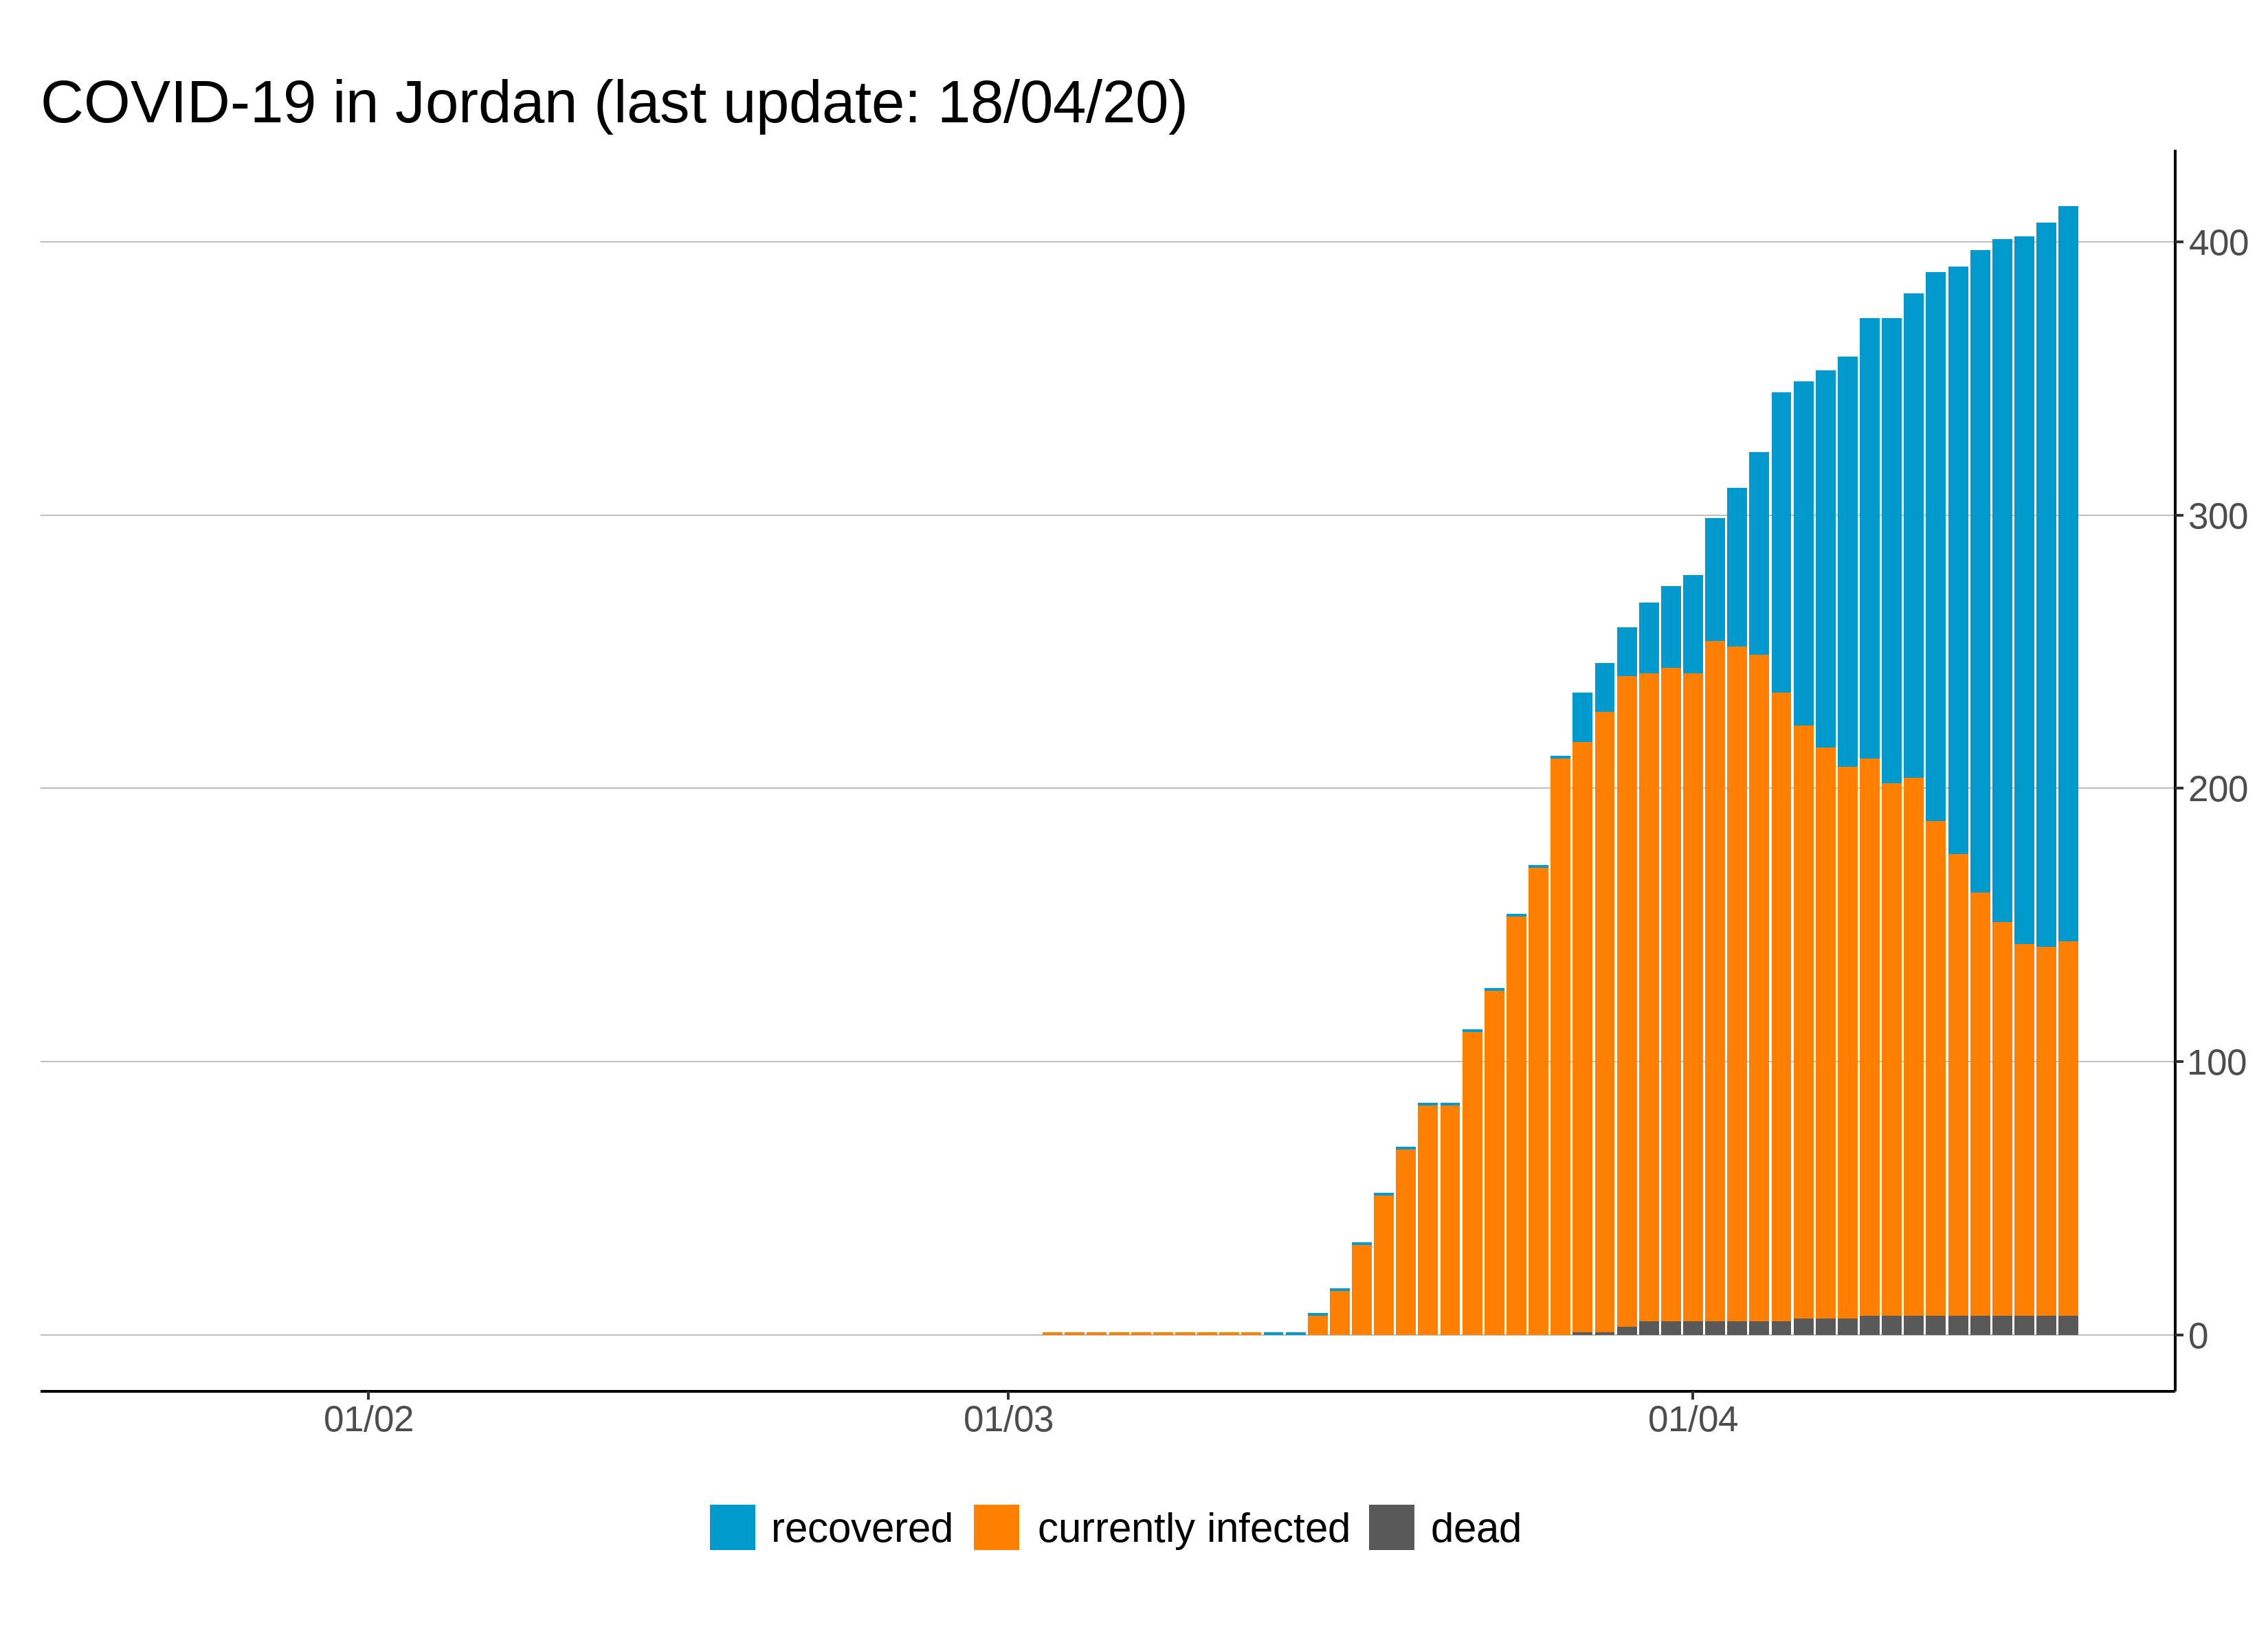 COVID-19 in Jordan (last update: 18/04/20)
400
300
200
100
0
01/02 01/03 01/04
recovered currently infected dead